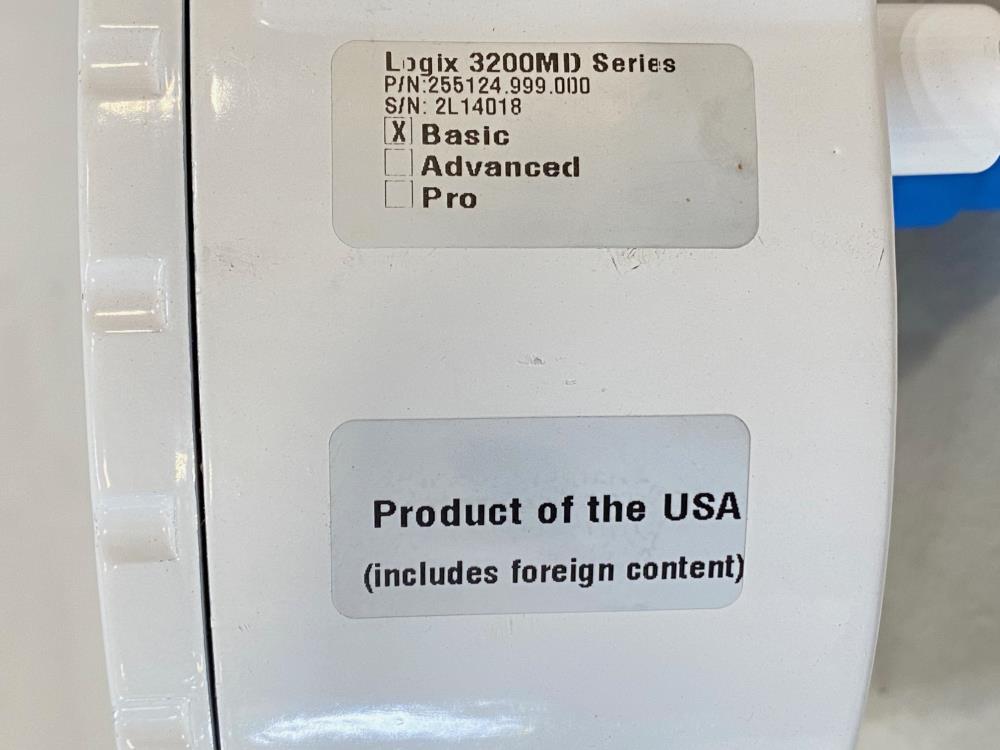 Logix 3200MD Series
P/N:255124.999.000
S/N: 2L14018
X Basic
Advanced
Pro
Product of the USA
(includes foreign content)